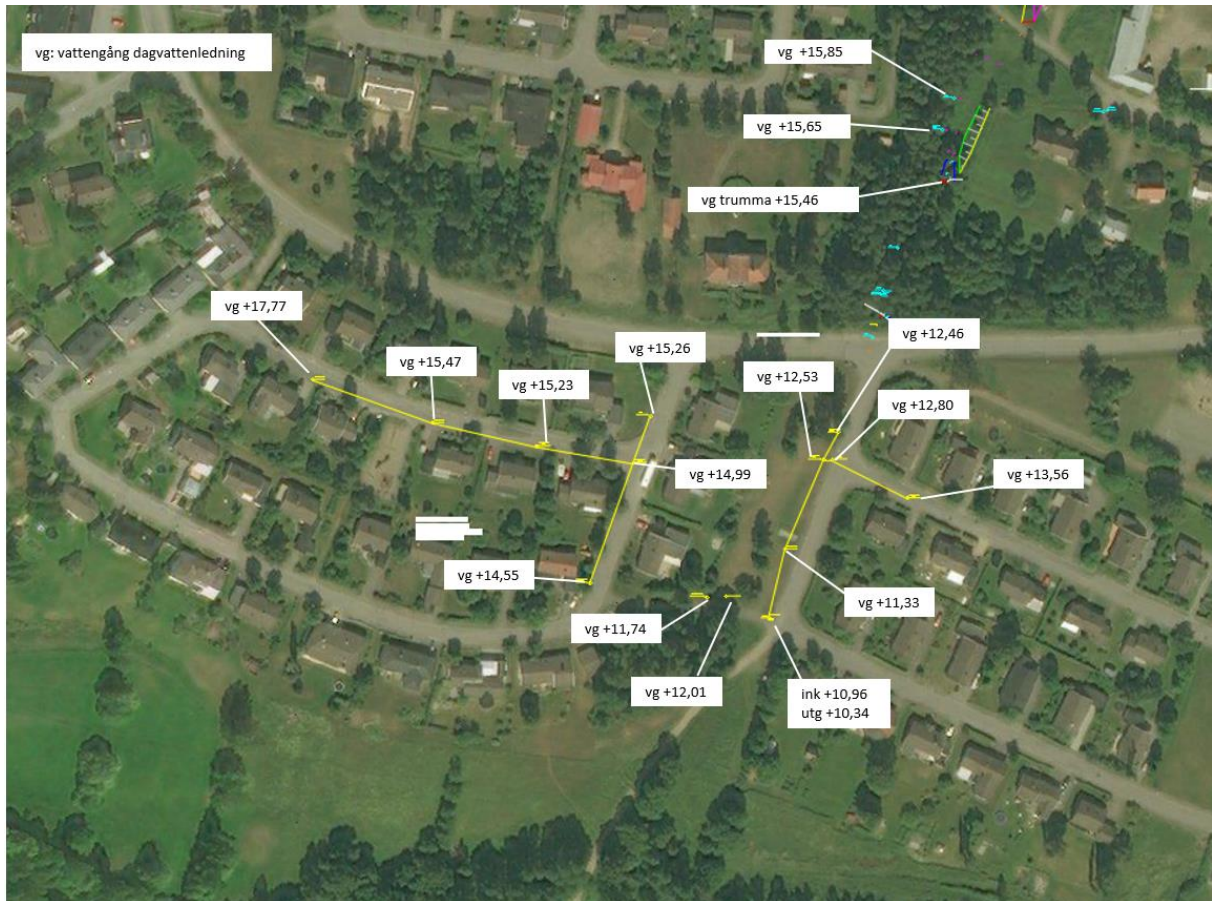 vg: vattengång dagvattenledning
vg +15,85
vg +15,65
vg trumma +15,46
vg +17,77
vg +15,47
vg +15,23
vg +15,26
vg +12,46
vg +12,53
vg +12,80
vg +14,99
vg +13,56
vg +14,55
vg +11,74
vg +11,33
vg +12,01
ink +10,96
utg +10,34